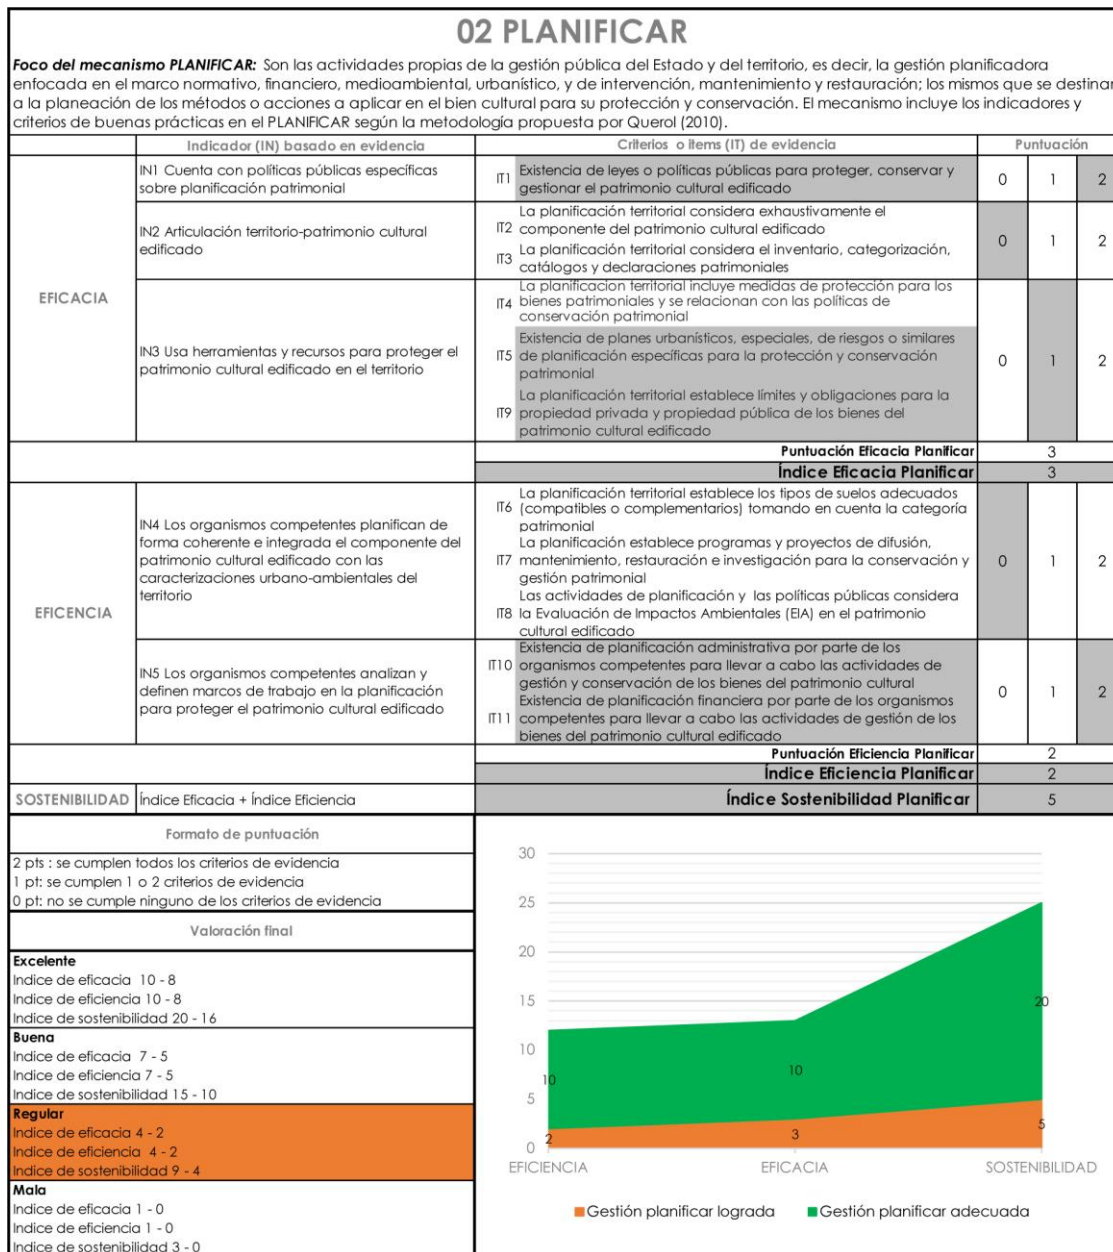 02 PLANIFICAR
Foco del mecanismo PLANIFICAR: Son las actividades propias de la gestión pública del Estado y del territorio, es decir, la gestión planificadora
enfocada en el marco normativo, financiero, medioambiental, urbanístico, y de intervención, mantenimiento y restauración; los mismos que se destinan
a la planeación de los métodos o acciones a aplicar en el bien cultural para su protección y conservación. El mecanismo incluye los indicadores y
criterios de buenas prácticas en el PLANIFICAR según la metodología propuesta por Querol (2010).
Indicador (IN) basado en evidencia
Criterios o items (IT) de evidencia
Puntuación
EFICACIA
IN1 Cuenta con políticas públicas específicas
sobre planificación patrimonial
IT1 Existencia de leyes o políticas públicas para proteger, conservar y
gestionar el patrimonio cultural edificado
0 1 2
IN2 Articulación territorio-patrimonio cultural
edificado
La planificación territorial considera exhaustivamente el
IT2 componente del patrimonio cultural edificado
IT3 La planificación territorial considera el inventario, categorización,
catálogos y declaraciones patrimoniales
0 1 2
IN3 Usa herramientas y recursos para proteger el
patrimonio cultural edificado en el territorio
La planificacion territorial incluye medidas de protección para los
IT4 bienes patrimoniales y se relacionan con las políticas de
conservación patrimonial
Existencia de planes urbanísticos, especiales, de riesgos o similares
IT5 de planificación específicas para la protección y conservación
patrimonial
La planificación territorial establece límites y obligaciones para la
IT9 propiedad privada y propiedad pública de los bienes del
patrimonio cultural edificado
0 1 2
Puntuación Eficacia Planificar 3
Índice Eficacia Planificar 3
EFICENCIA
IN4 Los organismos competentes planifican de
forma coherente e integrada el componente del
patrimonio cultural edificado con las
caracterizaciones urbano-ambientales del
territorio
La planificación territorial establece los tipos de suelos adecuados
IT6 (compatibles o complementarios) tomando en cuenta la categoría
patrimonial
La planificación establece programas y proyectos de difusión,
IT7 mantenimiento, restauración e investigación para la conservación y
gestión patrimonial
Las actividades de planificación y las políticas públicas considera
IT8 la Evaluación de Impactos Ambientales (EIA) en el patrimonio
cultural edificado
0 1 2
IN5 Los organismos competentes analizan y
definen marcos de trabajo en la planificación
para proteger el patrimonio cultural edificado
Existencia de planificación administrativa por parte de los
IT10 organismos competentes para llevar a cabo las actividades de
gestión y conservación de los bienes del patrimonio cultural
Existencia de planificación financiera por parte de los organismos
IT11 competentes para llevar a cabo las actividades de gestión de los
bienes del patrimonio cultural edificado
0 1 2
Puntuación Eficiencia Planificar 2
Índice Eficiencia Planificar 2
SOSTENIBILIDAD Índice Eficacia + Índice Eficiencia Índice Sostenibilidad Planificar 5
Formato de puntuación
2 pts : se cumplen todos los criterios de evidencia
1 pt: se cumplen 1 o 2 criterios de evidencia
0 pt: no se cumple ninguno de los criterios de evidencia
Valoración final
Excelente
Indice de eficacia 10 - 8
Indice de eficiencia 10 - 8
Indice de sostenibilidad 20 - 16
Buena
Indice de eficacia 7 - 5
Indice de eficiencia 7 - 5
Indice de sostenibilidad 15 - 10
Regular
Indice de eficacia 4 - 2
Indice de eficiencia 4 - 2
Indice de sostenibilidad 9 - 4
Mala
Indice de eficacia 1 - 0
Indice de eficiencia 1 - 0
Indice de sostenibilidad 3 - 0
30
25
20
15
10
5
0
10
10
20
2
3
5
EFICIENCIA EFICACIA SOSTENIBILIDAD
Gestión planificar lograda Gestión planificar adecuada